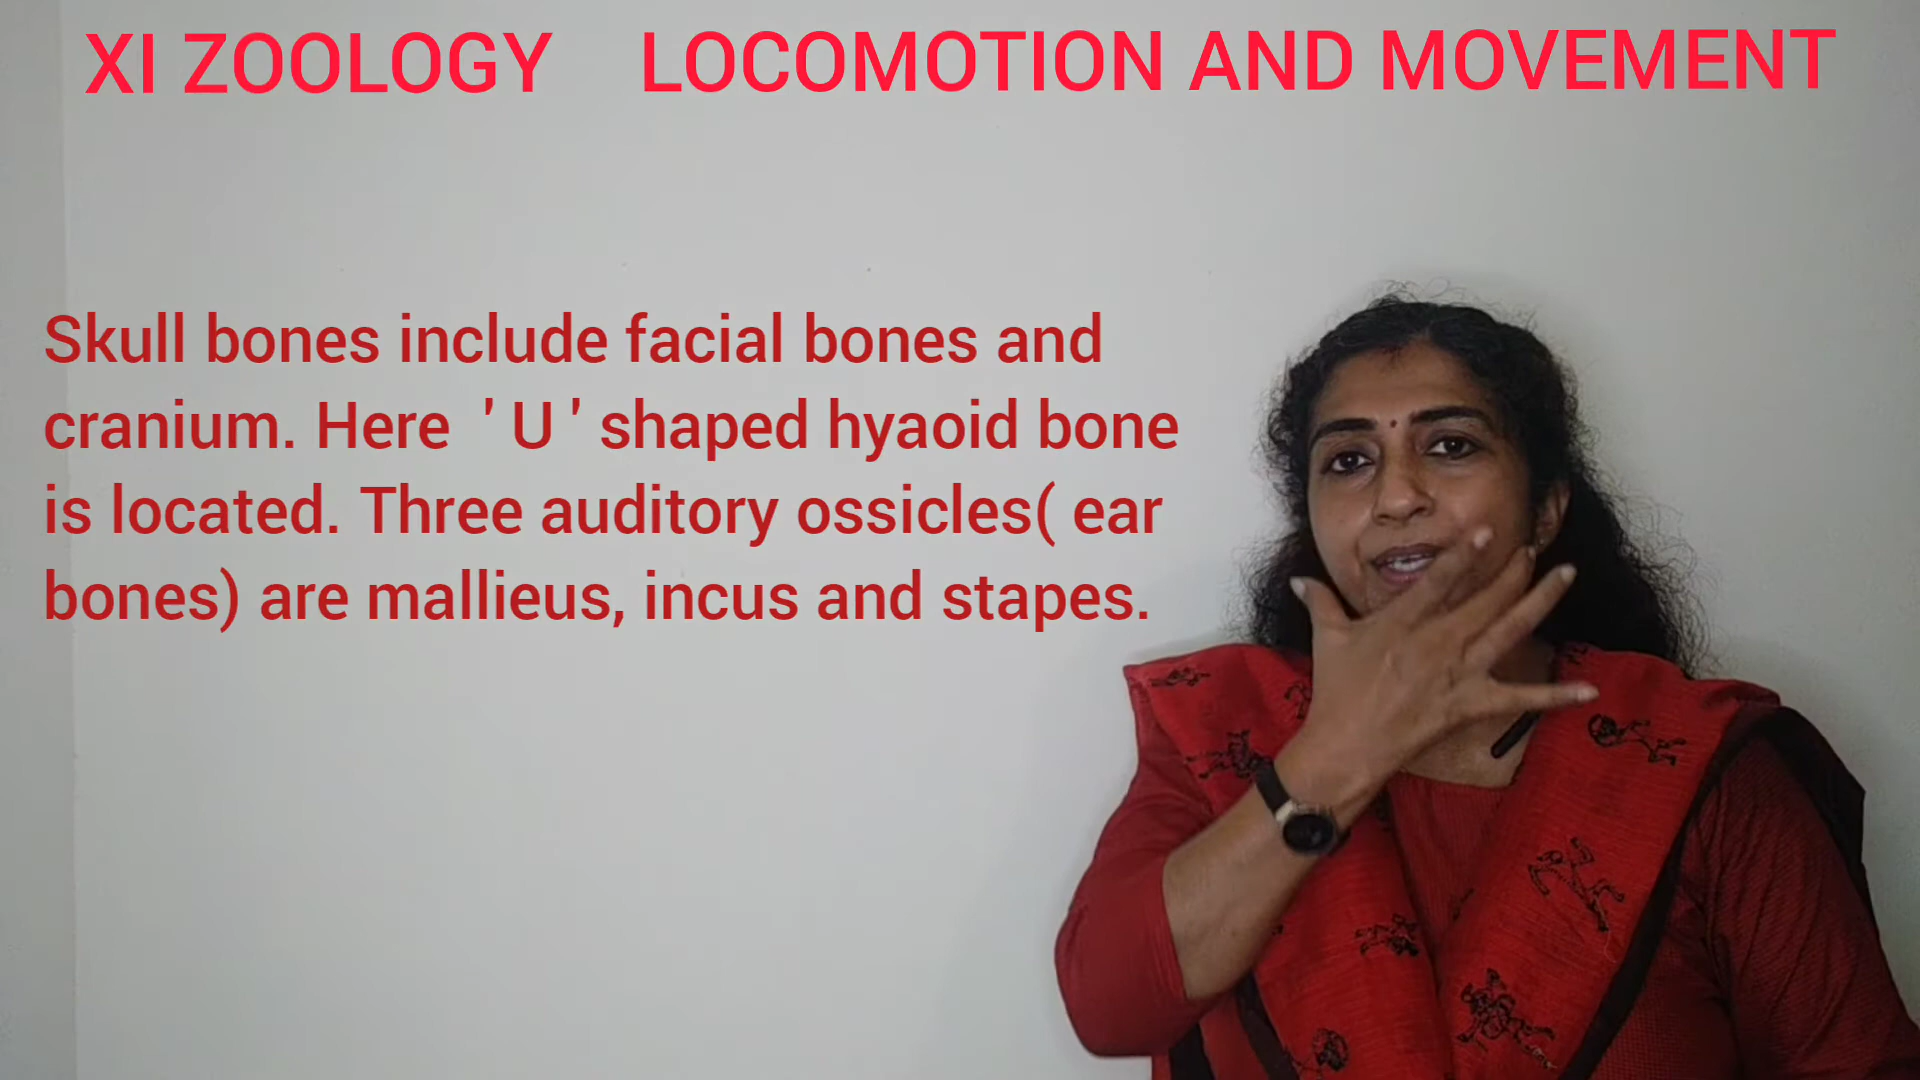 XI ZOOLOGY LOCOMOTION AND MOVEMENT
Skull bones include facial bones and
cranium. Here ' U ' shaped hyaoid bone
is located. Three auditory ossicles( ear
bones) are mallieus, incus and stapes.